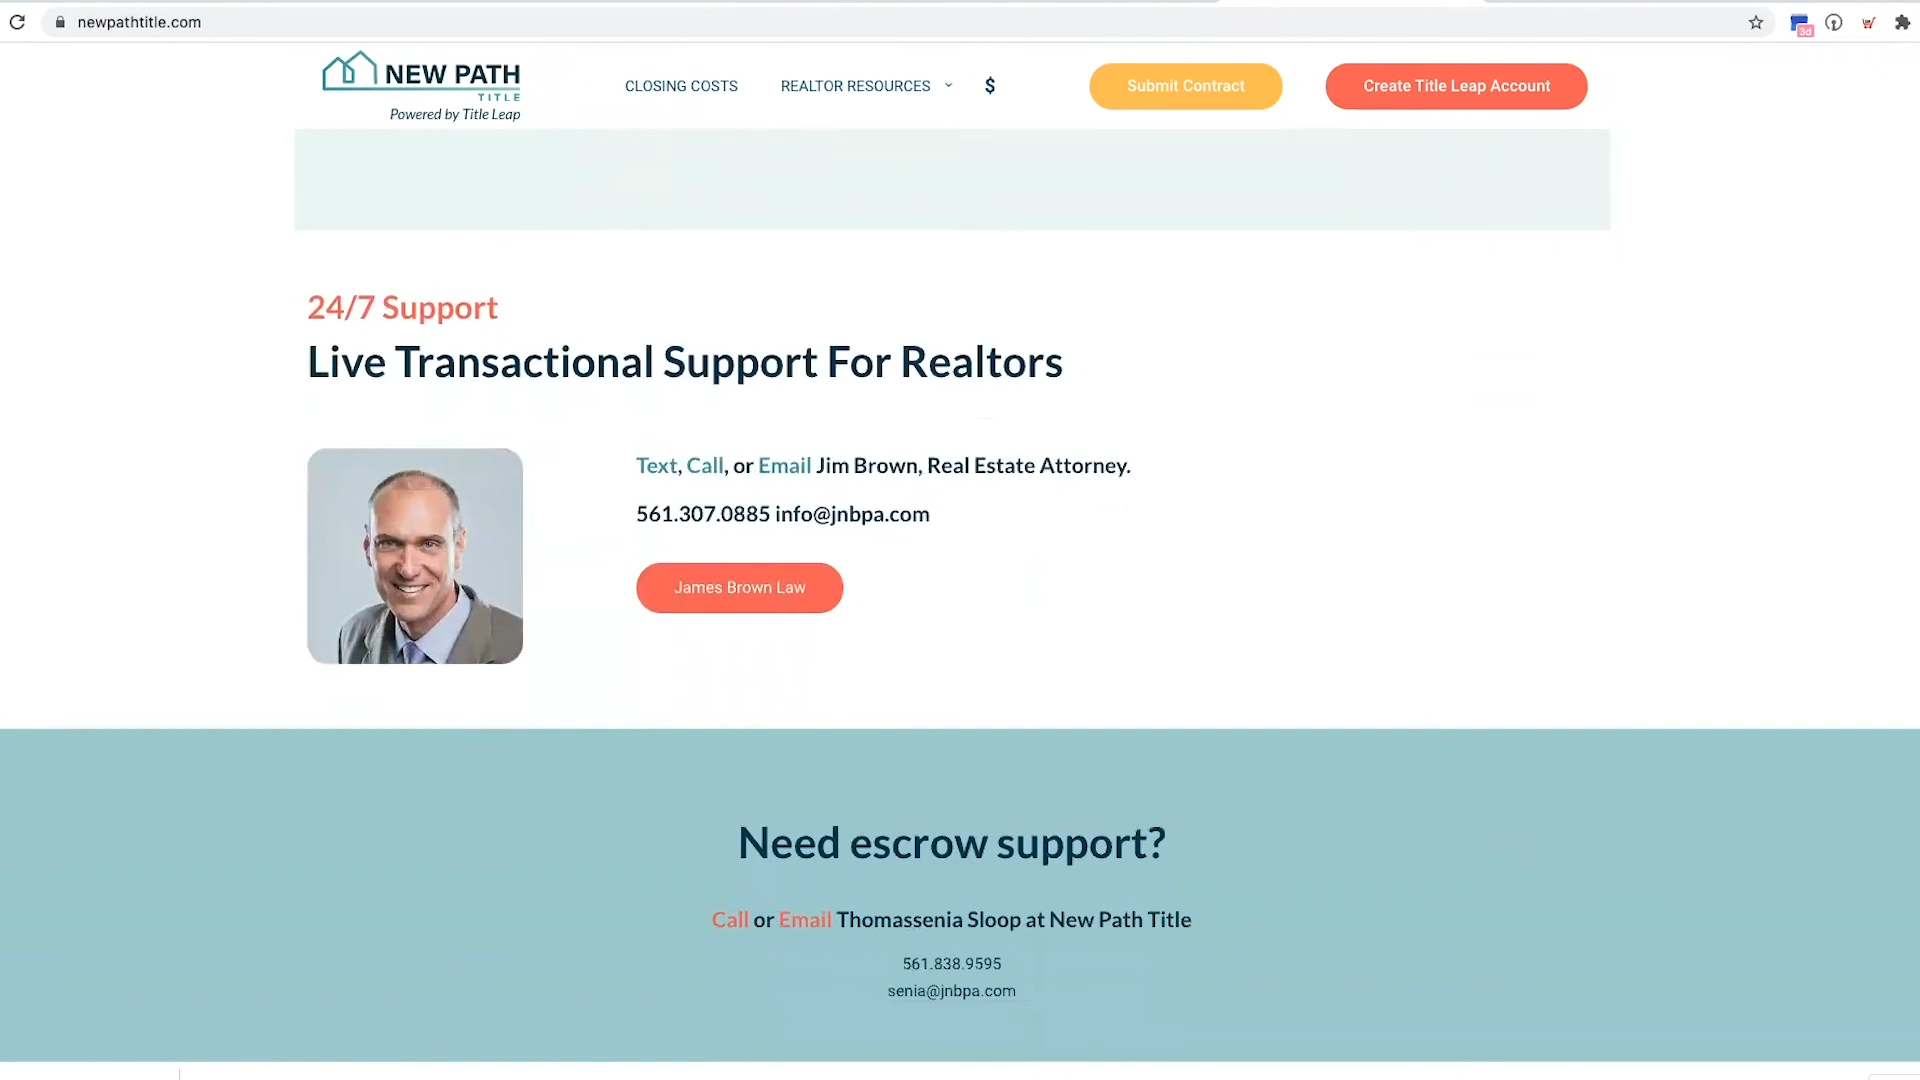 newpathtitle.com
3d
NEW PATH
TITLE
Powered by Title Leap
CLOSING COSTS
REALTOR RESOURCES
$
Submit Contract
Create Title Leap Account
24/7 Support
Live Transactional Support For Realtors
Text, Call, or Email Jim Brown, Real Estate Attorney.
561.307.0885 info@jnbpa.com
James Brown Law
Need escrow support?
Call or Email Thomassenia Sloop at New Path Title
561.838.9595
senia@jnbpa.com